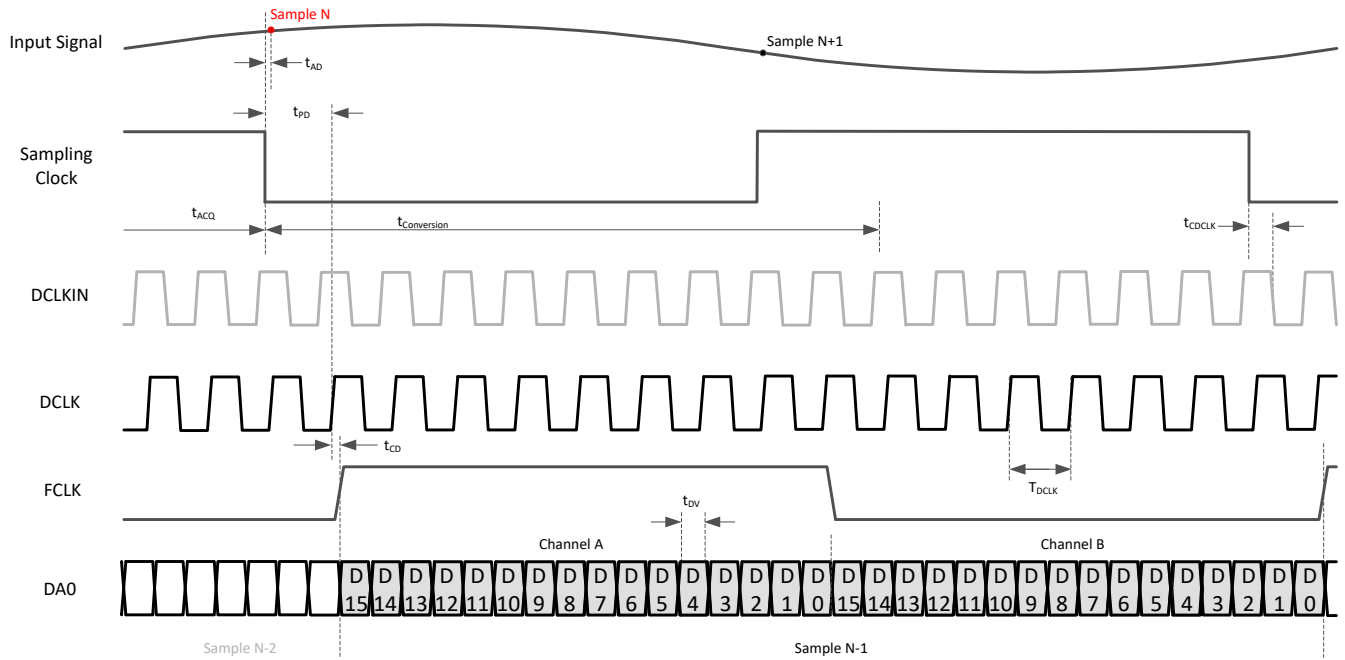 Sample N
Input Signal
Sample N+1
tAD
tPD
Sampling
Clock
tACQ
tConversion
tCDCLK
DCLKIN
DCLK
tCD
FCLK
TDCLK
tDV
Channel A
Channel B
DA0
D D D D D D D D D D D D D D D D D D D D D D D D D D D D D D D D
15 14 13 12 11 10 9 8 7 6 5 4 3 2 1 0 15 14 13 12 11 10 9 8 7 6 5 4 3 2 1 0
Sample N-2
Sample N-1